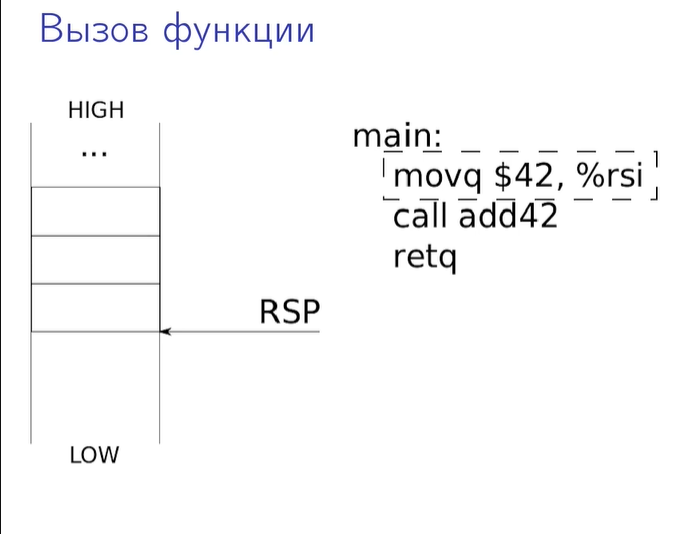 Вызов функции
HIGH
...
main:
movq $42, %rsi
call add42
retq
RSP
LOW